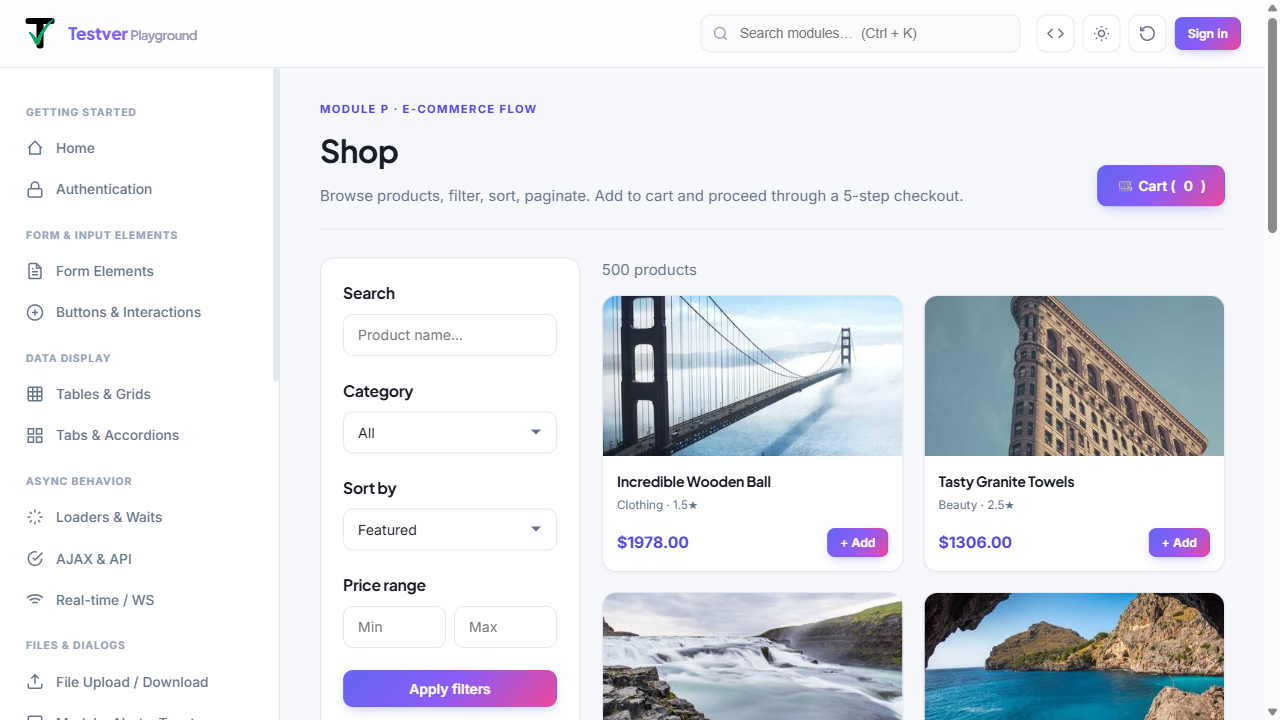 Testver Playground
Search modules... (Ctrl + K)
Sign in
GETTING STARTED
Home
Authentication
FORM & INPUT ELEMENTS
Form Elements
Buttons & Interactions
DATA DISPLAY
Tables & Grids
Tabs & Accordions
ASYNC BEHAVIOR
Loaders & Waits
AJAX & API
Real-time / WS
FILES & DIALOGS
File Upload / Download
MODULE P · E-COMMERCE FLOW
Shop
Browse products, filter, sort, paginate. Add to cart and proceed through a 5-step checkout.
Cart ( 0 )
Search
Product name...
Category
All
Sort by
Featured
Price range
Min
Max
Apply filters
500 products
Incredible Wooden Ball
Clothing · 1.5★
$1978.00
+ Add
Tasty Granite Towels
Beauty · 2.5★
$1306.00
+ Add